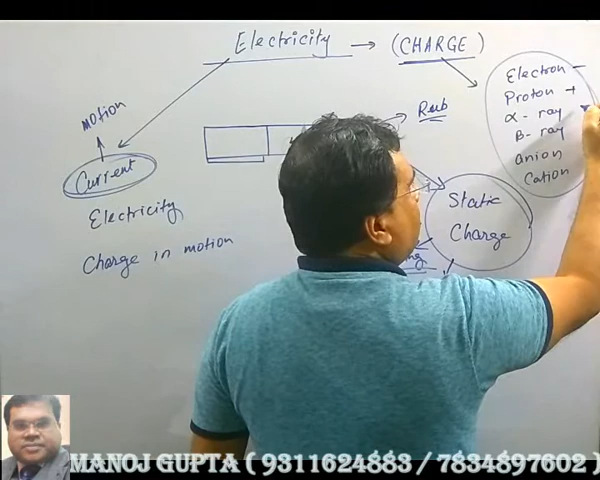 Electricity → (CHARGE)
motion
Current
Electricity
Charge in motion
Rub
Static
Charge
Electron -
Proton +
α - ray
β - ray
anion
Cation
MANOJ GUPTA ( 9311624883 / 7834897602 )